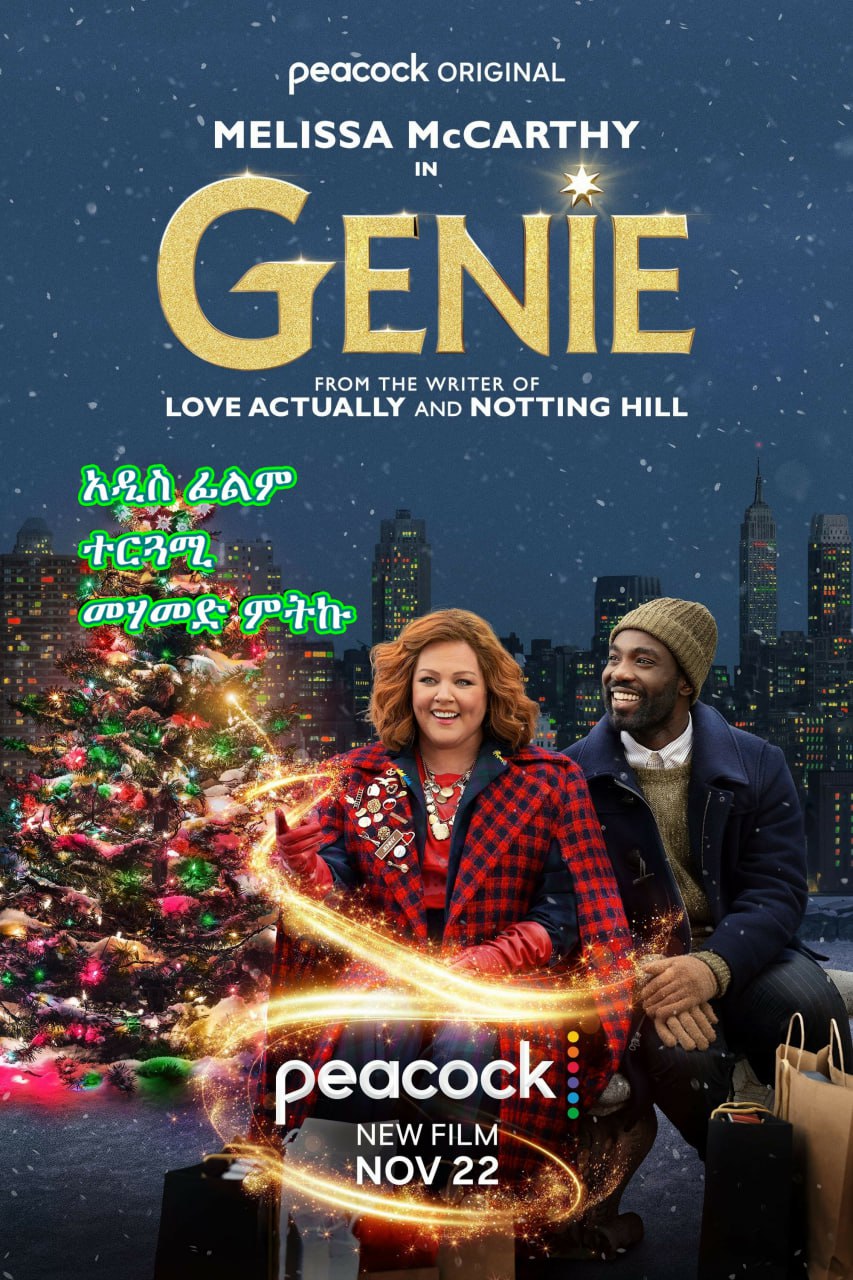 peacock ORIGINAL
MELISSA McCARTHY
IN
GENIE
FROM THE WRITER OF
LOVE ACTUALLY AND NOTTING HILL
አዲስ ፊልም
ተርጓሚ
መሃመድ ምትኩ
peacock
NEW FILM
NOV 22